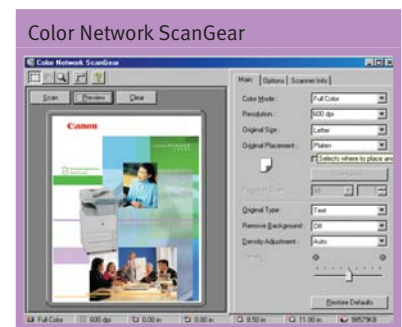 Color Network ScanGear
Color Network ScanGear
Main Options Scanner Info
Scan Preview Clear
Color Mode : Full Color
Resolution : 600 dpi
Original Size : Letter
Original Placement : Platen
Selects where to place an
Canon
Original Type : Text
Remove Background : Off
Density Adjustment : Auto
Restore Defaults
Full Color 600 dpi 0.00 in 0.00 in 8.50 in 11.00 in 98579KB